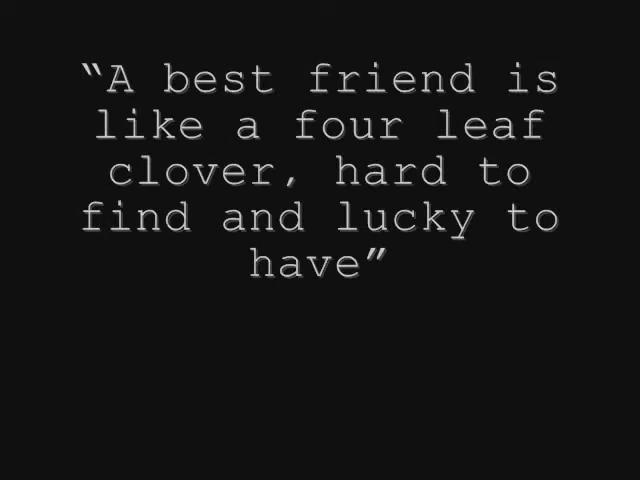 “A best friend is
like a four leaf
clover, hard to
find and lucky to
have”